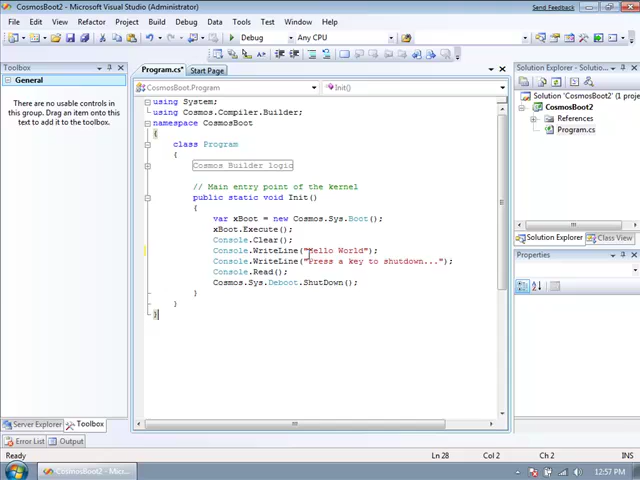 CosmosBoot2 - Microsoft Visual Studio (Administrator)
Send Feedback
File Edit View Refactor Project Build Debug Data Tools Test Window Help
Debug Any CPU
Toolbox
General
There are no usable controls in
this group. Drag an item onto this
text to add it to the toolbox.
Program.cs* Start Page
CosmosBoot.Program Init()
using System;
using Cosmos.Compiler.Builder;
namespace CosmosBoot
{
class Program
{
Cosmos Builder logic
// Main entry point of the kernel
public static void Init()
{
var xBoot = new Cosmos.Sys.Boot();
xBoot.Execute();
Console.Clear();
Console.WriteLine("Hello World");
Console.WriteLine("Press a key to shutdown...");
Console.Read();
Cosmos.Sys.Deboot.ShutDown();
}
}
}
Solution Explorer - Solution 'Cos...
Solution 'CosmosBoot2' (1 proje
CosmosBoot2
References
Program.cs
Solution Explorer Class View
Properties
Server Explorer Toolbox
Error List Output
Ready Ln 28 Col 2 Ch 2 INS
CosmosBoot2 - Micros...
12:57 PM